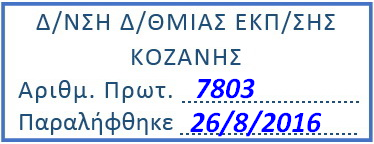 Δ/ΝΣΗ Δ/ΘΜΙΑΣ ΕΚΠ/ΣΗΣ
ΚΟΖΑΝΗΣ
Αριθμ. Πρωτ. 7803
Παραλήφθηκε 26/8/2016